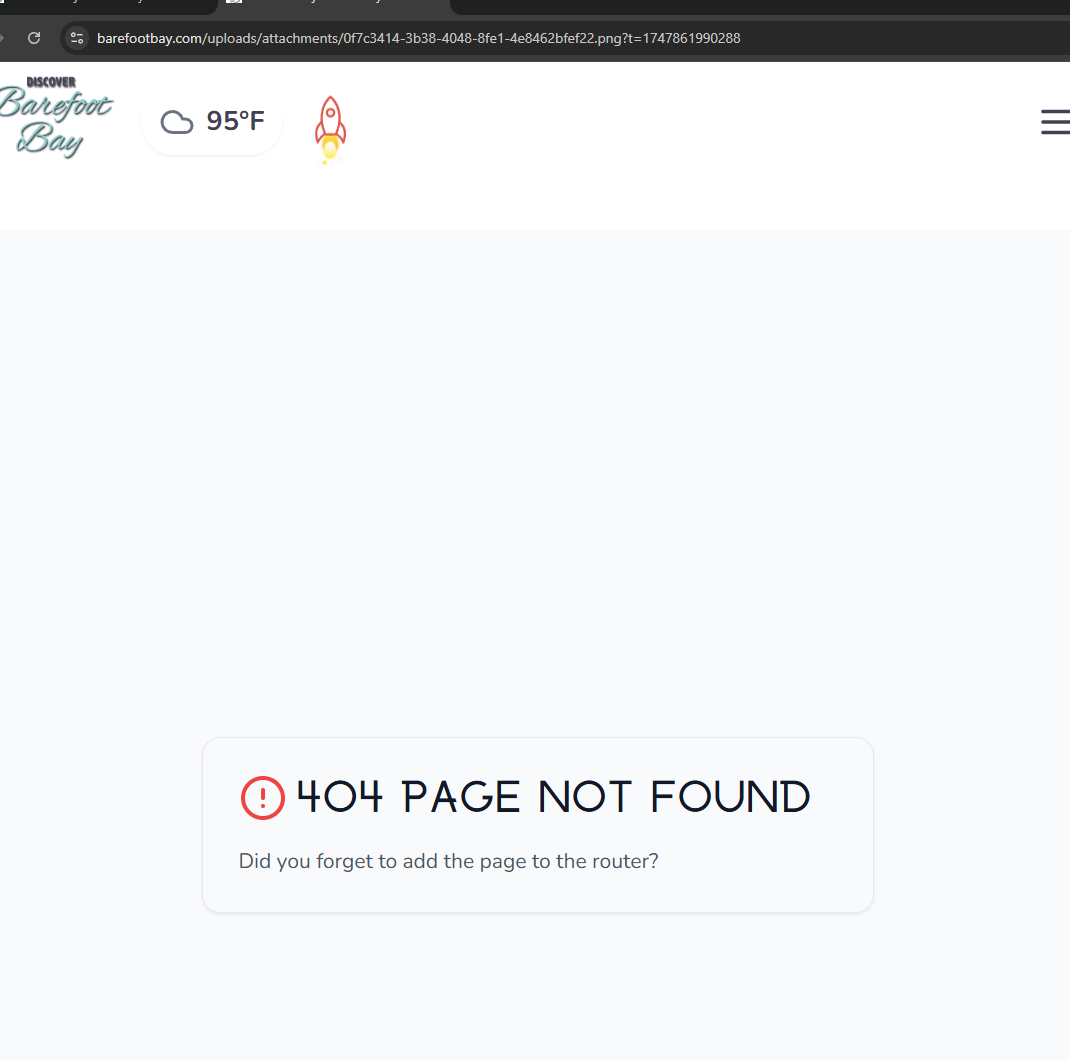 barefootbay.com/uploads/attachments/0f7c3414-3b38-4048-8fe1-4e8462bfef22.png?t=1747861990288
DISCOVER
Barefoot
Bay
95°F
404 PAGE NOT FOUND
Did you forget to add the page to the router?